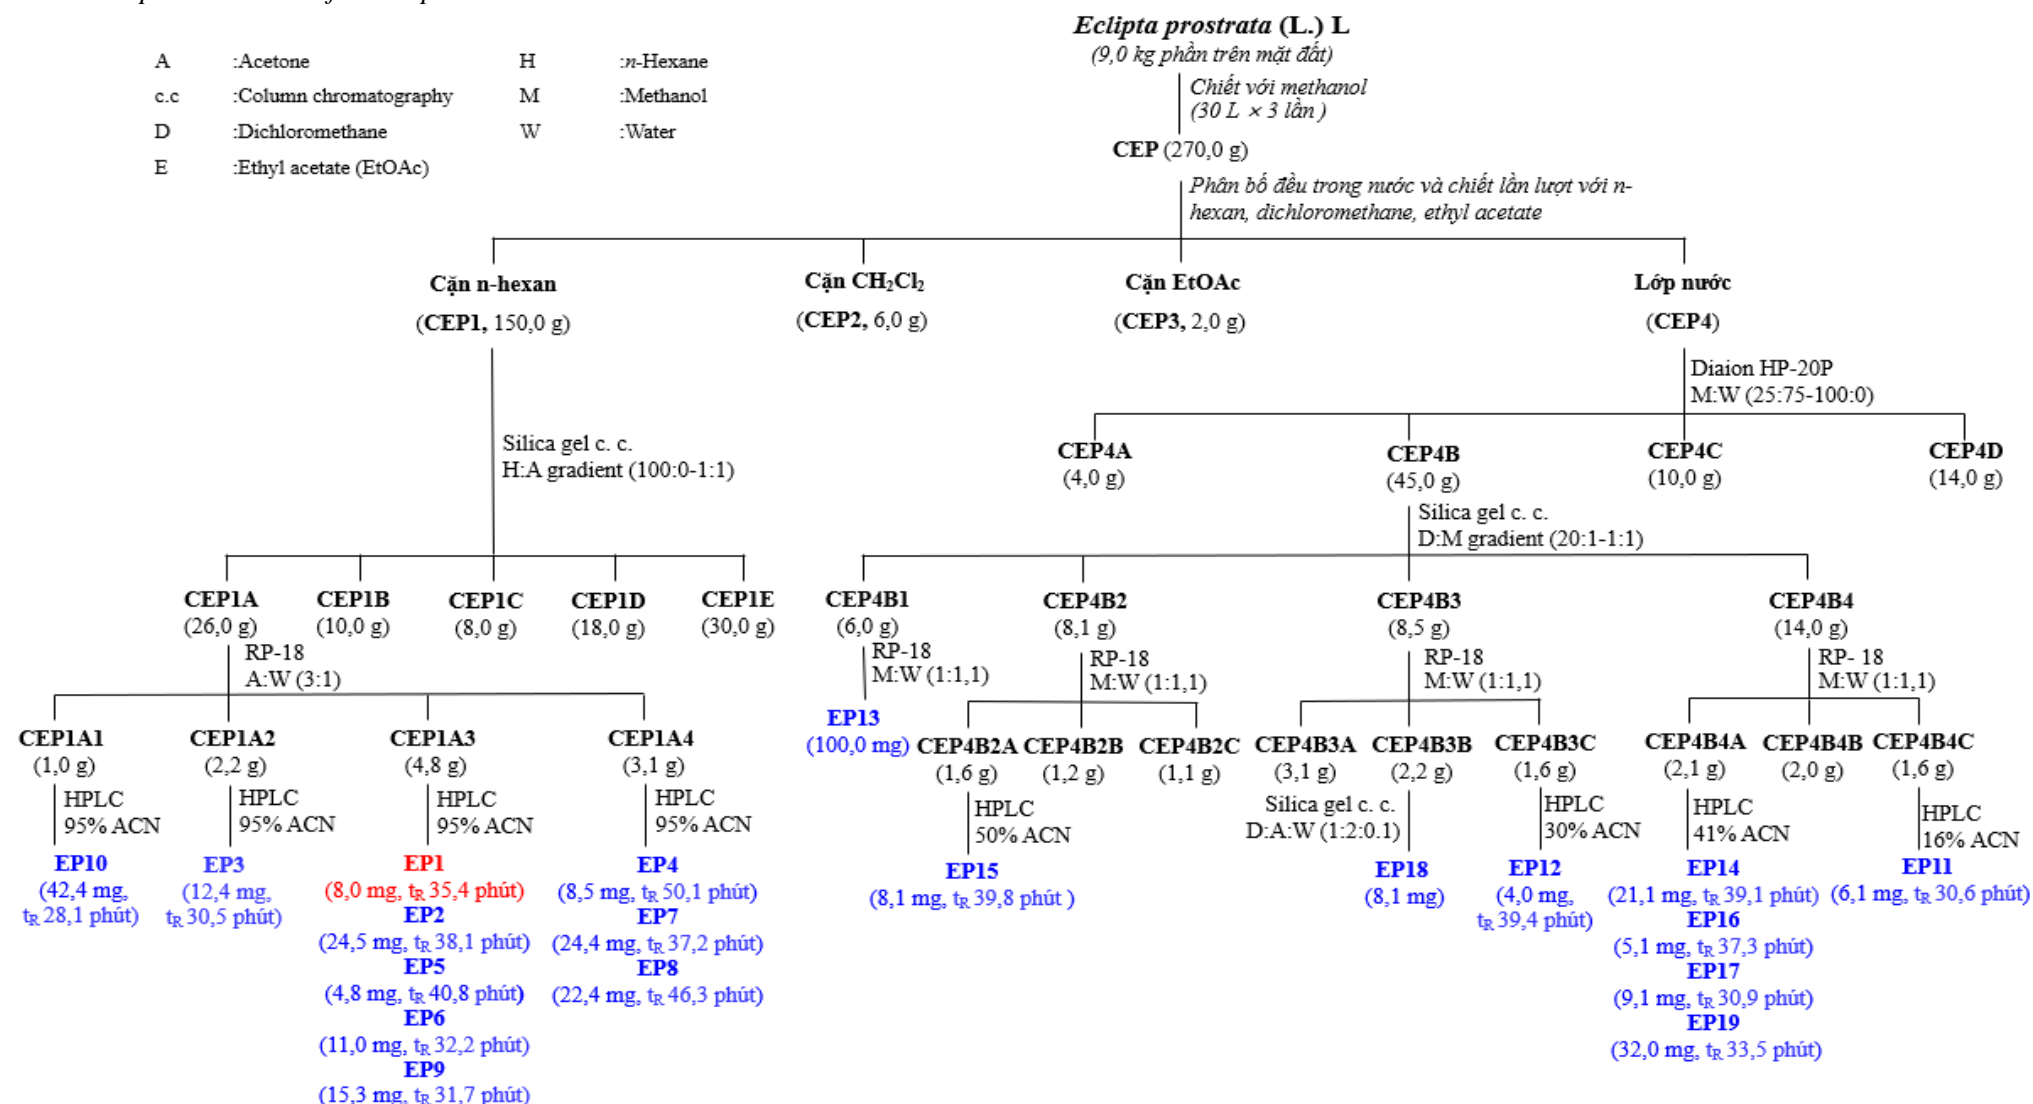 Eclipta prostrata (L.) L
(9,0 kg phần trên mặt đất)
A :Acetone H :n-Hexane
c.c :Column chromatography M :Methanol
D :Dichloromethane W :Water
E :Ethyl acetate (EtOAc)
Chiết với methanol
(30 L × 3 lần )
CEP (270,0 g)
Phân bố đều trong nước và chiết lần lượt với n-
hexan, dichloromethane, ethyl acetate
Cặn n-hexan
(CEP1, 150,0 g)
Cặn CH₂Cl₂
(CEP2, 6,0 g)
Cặn EtOAc
(CEP3, 2,0 g)
Lớp nước
(CEP4)
Silica gel c. c.
H:A gradient (100:0-1:1)
Diaion HP-20P
M:W (25:75-100:0)
CEP4A
(4,0 g)
CEP4B
(45,0 g)
CEP4C
(10,0 g)
CEP4D
(14,0 g)
Silica gel c. c.
D:M gradient (20:1-1:1)
CEP1A
(26,0 g)
CEP1B
(10,0 g)
CEP1C
(8,0 g)
CEP1D
(18,0 g)
CEP1E
(30,0 g)
CEP4B1
(6,0 g)
CEP4B2
(8,1 g)
CEP4B3
(8,5 g)
CEP4B4
(14,0 g)
RP-18
A:W (3:1)
RP-18
M:W (1:1,1)
RP-18
M:W (1:1,1)
RP-18
M:W (1:1,1)
RP- 18
M:W (1:1,1)
CEP1A1
(1,0 g)
CEP1A2
(2,2 g)
CEP1A3
(4,8 g)
CEP1A4
(3,1 g)
EP13
(100,0 mg)
CEP4B2A
(1,6 g)
CEP4B2B
(1,2 g)
CEP4B2C
(1,1 g)
CEP4B3A
(3,1 g)
CEP4B3B
(2,2 g)
CEP4B3C
(1,6 g)
CEP4B4A
(2,1 g)
CEP4B4B
(2,0 g)
CEP4B4C
(1,6 g)
HPLC
95% ACN
HPLC
95% ACN
HPLC
95% ACN
HPLC
95% ACN
HPLC
50% ACN
Silica gel c. c.
D:A:W (1:2:0.1)
HPLC
30% ACN
HPLC
41% ACN
HPLC
16% ACN
EP10
(42,4 mg,
tR 28,1 phút)
EP3
(12,4 mg,
tR 30,5 phút)
EP1
(8,0 mg, tR 35,4 phút)
EP2
(24,5 mg, tR 38,1 phút)
EP5
(4,8 mg, tR 40,8 phút)
EP6
(11,0 mg, tR 32,2 phút)
EP9
(15,3 mg, tR 31,7 phút)
EP4
(8,5 mg, tR 50,1 phút)
EP7
(24,4 mg, tR 37,2 phút)
EP8
(22,4 mg, tR 46,3 phút)
EP15
(8,1 mg, tR 39,8 phút )
EP18
(8,1 mg)
EP12
(4,0 mg,
tR 39,4 phút)
EP14
(21,1 mg, tR 39,1 phút)
EP16
(5,1 mg, tR 37,3 phút)
EP17
(9,1 mg, tR 30,9 phút)
EP19
(32,0 mg, tR 33,5 phút)
EP11
(6,1 mg, tR 30,6 phút)